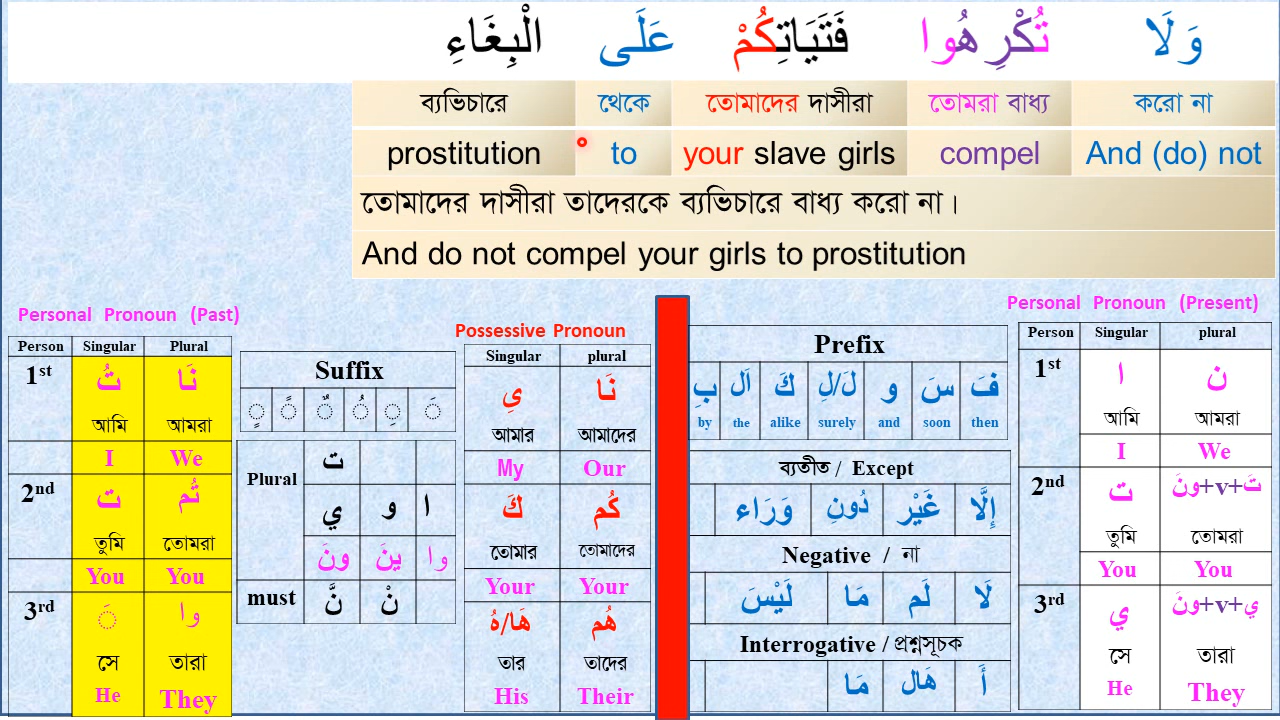 وَلَا تُكْرِهُوا فَتَيَاتِكُمْ عَلَى الْبِغَاءِ
ব্যভিচারে থেকে তোমাদের দাসীরা তোমরা বাধ্য করো না
prostitution to your slave girls compel And (do) not
তোমাদের দাসীরা তাদেরকে ব্যভিচারে বাধ্য করো না।
And do not compel your girls to prostitution
Personal Pronoun (Past)
Person Singular Plural
1st تُ نَا
আমি আমরা
I We
2nd ت تُم
তুমি তোমরা
You You
3rd َ وا
সে তারা
He They
Suffix
ٍ ً ٌ ُ ِ َ
Plural ت
ي و ا
ونَ ينَ وا
must نَّ نْ
Possessive Pronoun
Singular plural
يِ نَا
আমার আমাদের
My Our
كَ كُم
তোমার তোমাদের
Your Your
هَا/هُ هُم
তার তাদের
His Their
Prefix
بِ اَل كَ لَ/لِ و سَ فَ
by the alike surely and soon then
ব্যতীত / Except
وَرَاء دُونِ غَيْر إِلَّا
Negative / না
لَيْسَ مَا لَم لَا
Interrogative / প্রশ্নসূচক
مَا هَال أَ
Personal Pronoun (Present)
Person Singular plural
1st ا ن
আমি আমরা
I We
2nd ت تَ+v+ونَ
তুমি তোমরা
You You
3rd ي ي+v+ونَ
সে তারা
He They